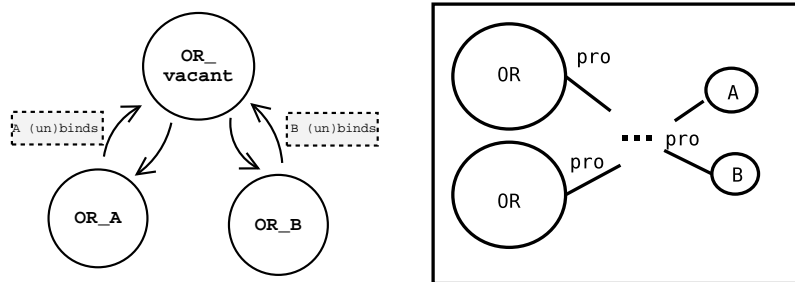 OR_
vacant
A (un)binds
B (un)binds
OR_A
OR_B
pro
OR
A
pro
pro
OR
B